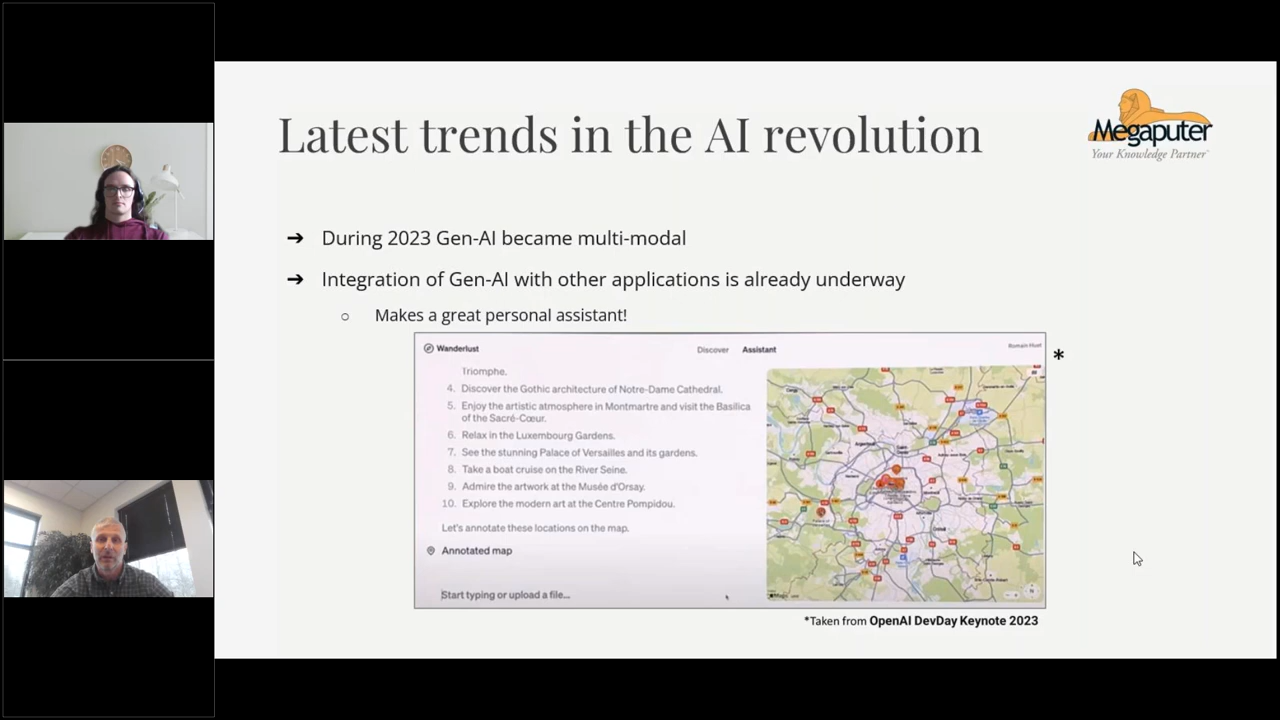 Latest trends in the AI revolution
Megaputer
Your Knowledge Partner
➔ During 2023 Gen-AI became multi-modal
➔ Integration of Gen-AI with other applications is already underway
○ Makes a great personal assistant!
Wanderlust
Discover Assistant
Romain Huet
*
Triomphe.
4. Discover the Gothic architecture of Notre-Dame Cathedral.
5. Enjoy the artistic atmosphere in Montmartre and visit the Basilica
of the Sacré-Cœur.
6. Relax in the Luxembourg Gardens.
7. See the stunning Palace of Versailles and its gardens.
8. Take a boat cruise on the River Seine.
9. Admire the artwork at the Musée d'Orsay.
10. Explore the modern art at the Centre Pompidou.
Let's annotate these locations on the map.
Annotated map
Start typing or upload a file...
*Taken from OpenAI DevDay Keynote 2023